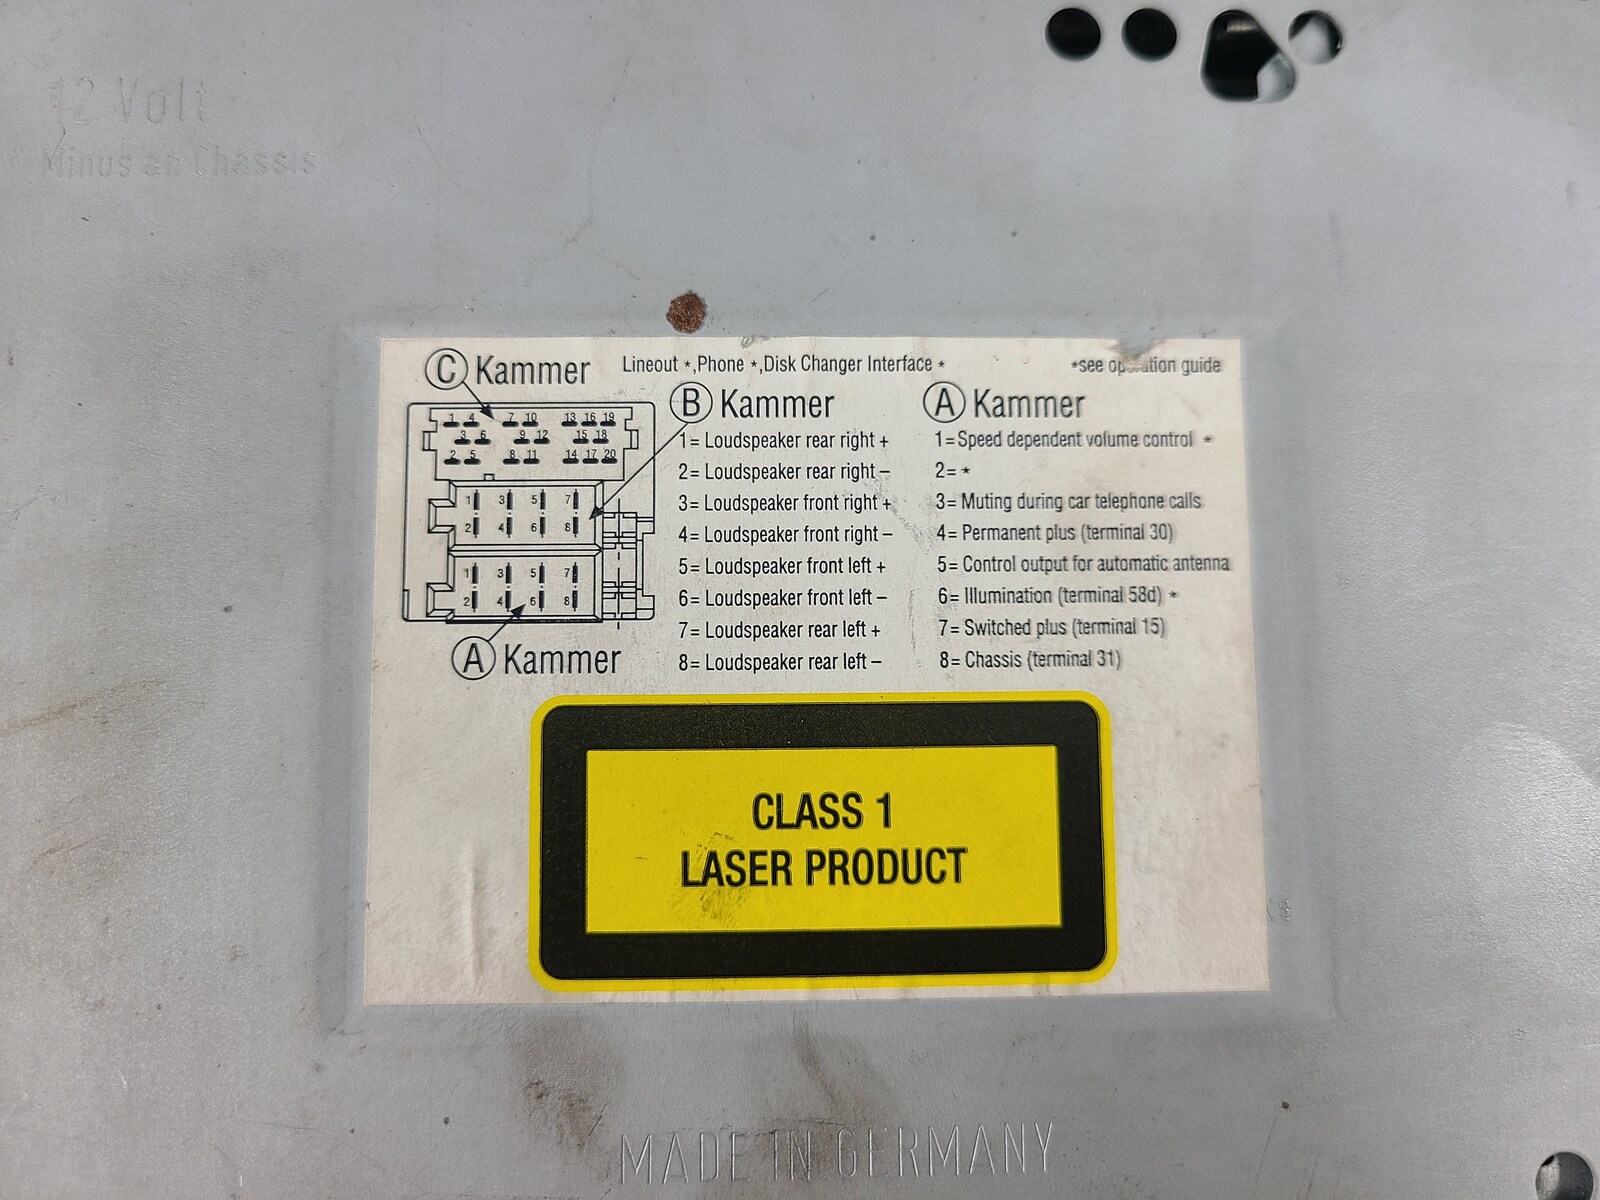 12 Volt
Minus an Chassis
C Kammer
Lineout *,Phone *,Disk Changer Interface *
*see operation guide
1 4 7 10 13 16 19
3 6 9 12 15 18
2 5 8 11 14 17 20
1 3 5 7
2 4 6 8
1 3 5 7
2 4 6 8
A Kammer
B Kammer
1= Loudspeaker rear right +
2= Loudspeaker rear right –
3= Loudspeaker front right +
4= Loudspeaker front right –
5= Loudspeaker front left +
6= Loudspeaker front left –
7= Loudspeaker rear left +
8= Loudspeaker rear left –
A Kammer
1= Speed dependent volume control *
2= *
3= Muting during car telephone calls
4= Permanent plus (terminal 30)
5= Control output for automatic antenna
6= Illumination (terminal 58d) *
7= Switched plus (terminal 15)
8= Chassis (terminal 31)
CLASS 1
LASER PRODUCT
MADE IN GERMANY